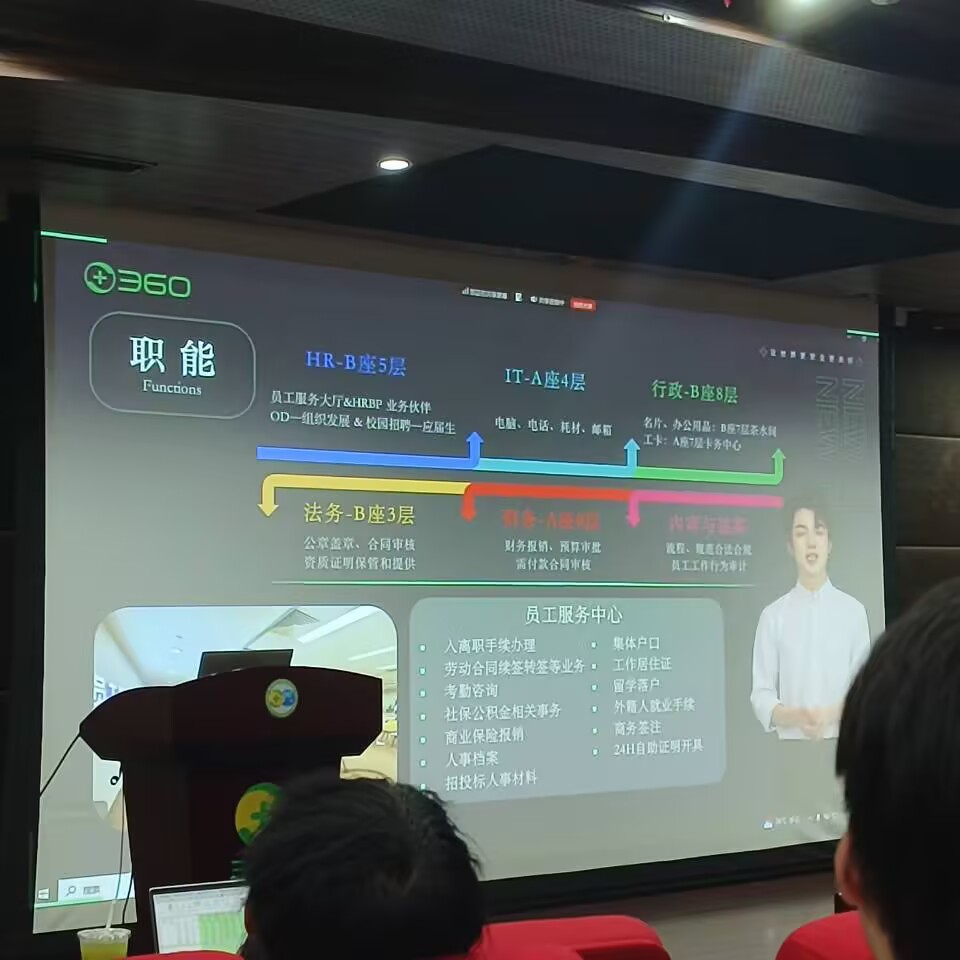 360
职能
Functions
HR-B座5层
员工服务大厅&HRBP 业务伙伴
OD—组织发展 & 校园招聘—应届生
IT-A座4层
电脑、电话、耗材、邮箱
行政-B座8层
名片、办公用品：B座7层茶水间
工卡：A座7层卡务中心
法务-B座3层
公章盖章、合同审核
资质证明保管和提供
财务报销、预算审批
需付款合同审核
流程、规范合法合规
员工工作行为审计
员工服务中心
入离职手续办理
劳动合同续签转签等业务
考勤咨询
社保公积金相关事务
商业保险报销
人事档案
招投标人事材料
集体户口
工作居住证
留学落户
外籍人就业手续
商务签注
24H自助证明开具
搜索